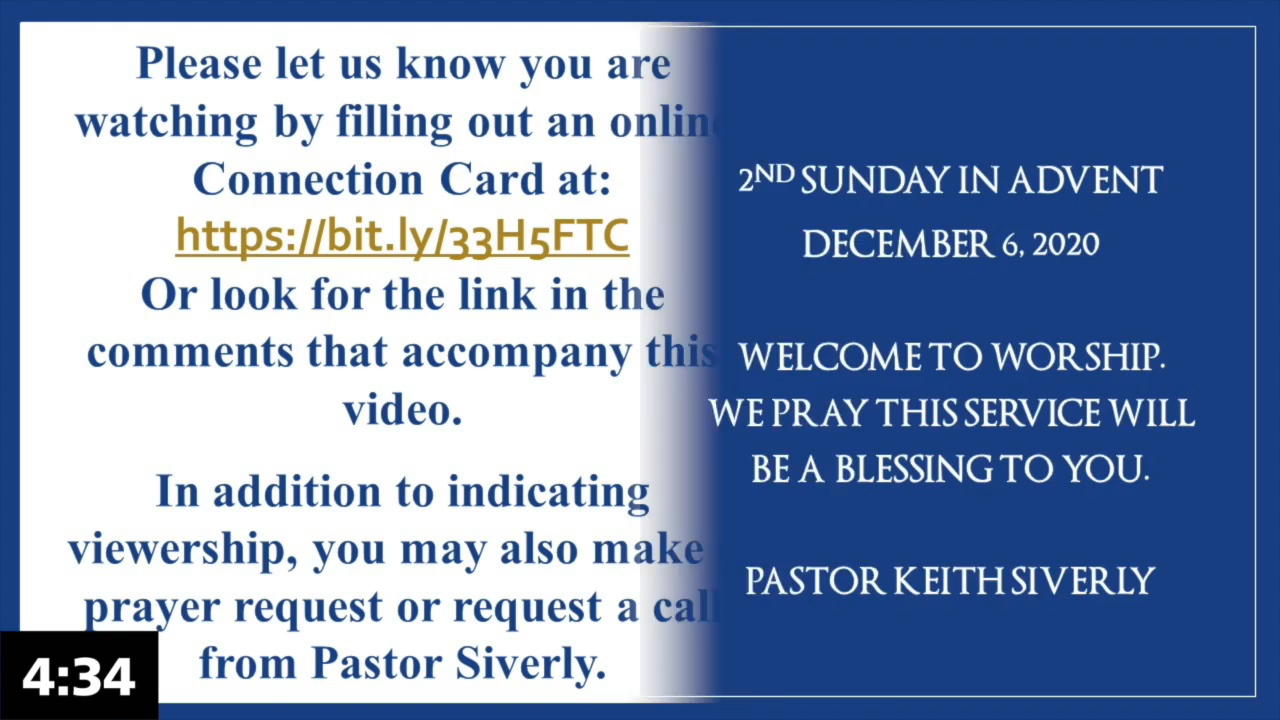 Please let us know you are
watching by filling out an online
Connection Card at:
https://bit.ly/33H5FTC
Or look for the link in the
comments that accompany this
video.
In addition to indicating
viewership, you may also make
prayer request or request a call
from Pastor Siverly.
4:34
2ND SUNDAY IN ADVENT
DECEMBER 6, 2020
WELCOME TO WORSHIP.
WE PRAY THIS SERVICE WILL
BE A BLESSING TO YOU.
PASTOR KEITH SIVERLY